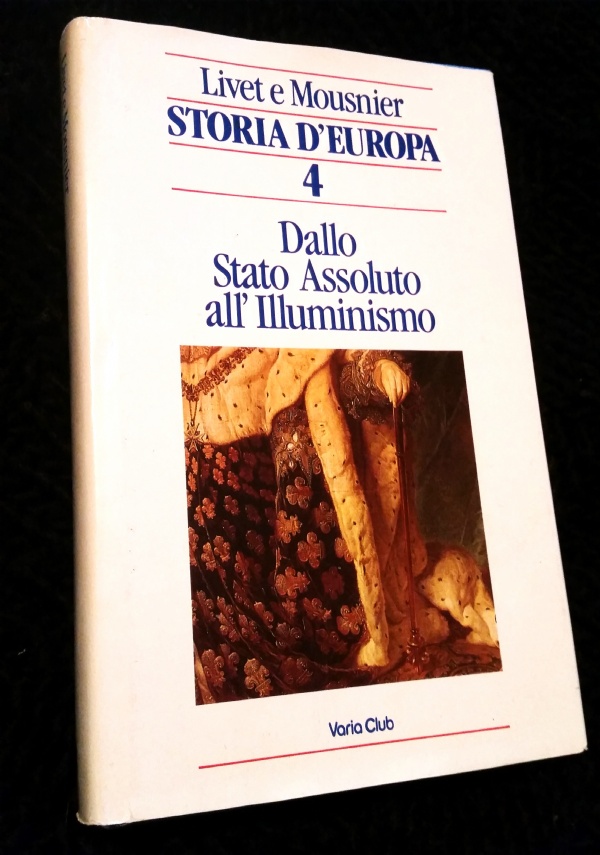 Livet e Mousnier
STORIA D'EUROPA
4
Dallo
Stato Assoluto
all'Illuminismo
Varia Club